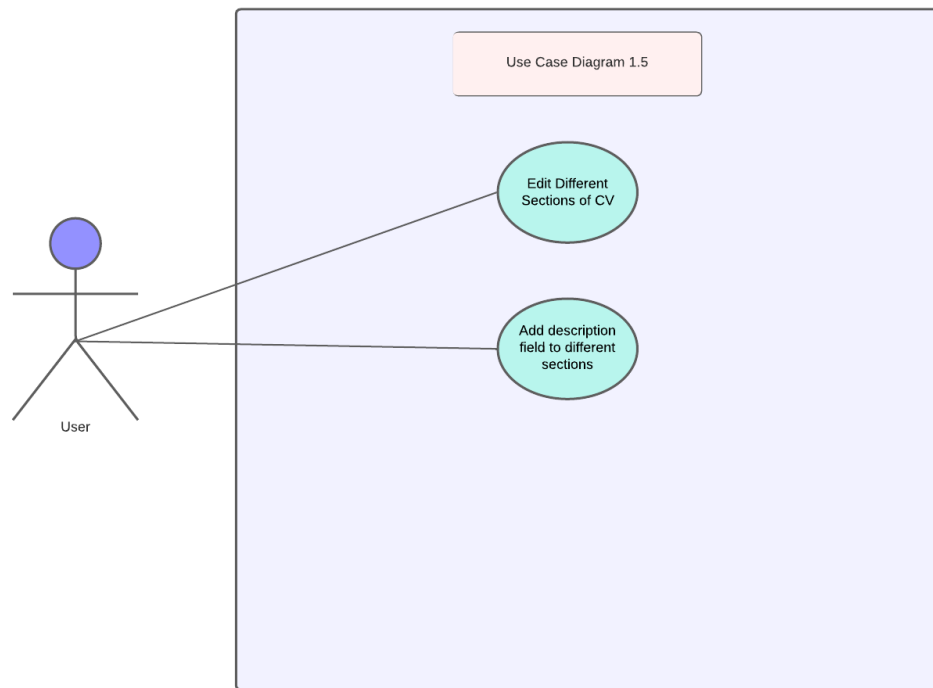 Use Case Diagram 1.5
Edit Different
Sections of CV
Add description
field to different
sections
User